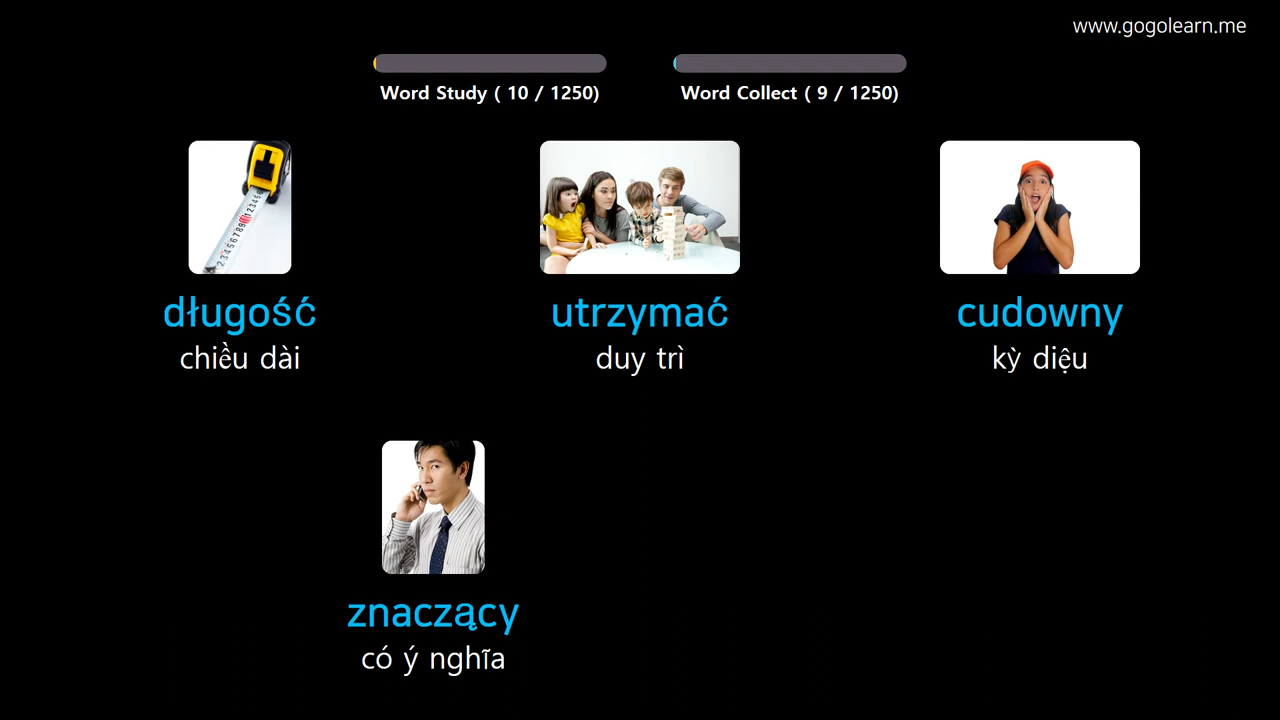 www.gogolearn.me
Word Study ( 10 / 1250)
Word Collect ( 9 / 1250)
długość
chiều dài
utrzymać
duy trì
cudowny
kỳ diệu
znaczący
có ý nghĩa